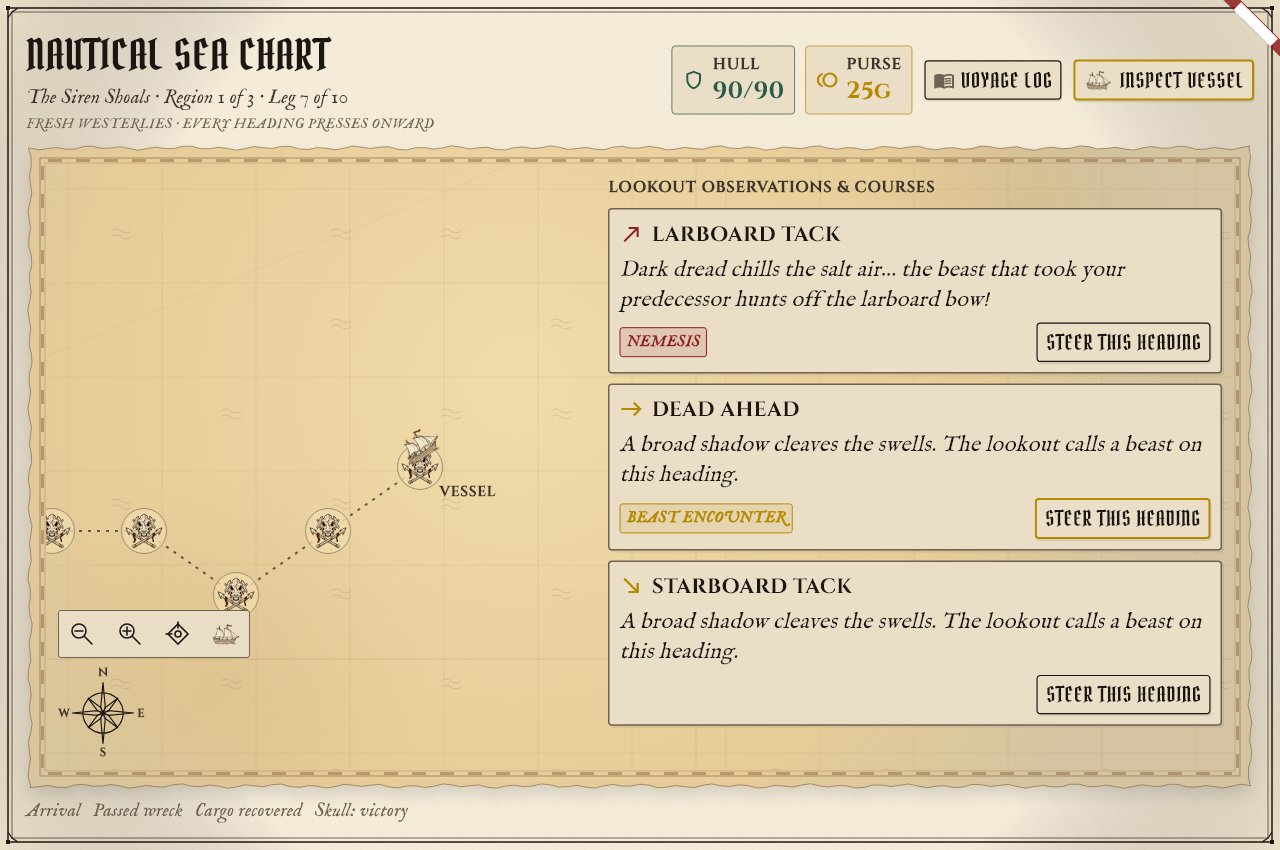 NAUTICAL SEA CHART
The Siren Shoals · Region 1 of 3 · Leg 7 of 10
FRESH WESTERLIES · EVERY HEADING PRESSES ONWARD
HULL
90/90
PURSE
25G
VOYAGE LOG
INSPECT VESSEL
LOOKOUT OBSERVATIONS & COURSES
LARBOARD TACK
Dark dread chills the salt air... the beast that took your
predecessor hunts off the larboard bow!
NEMESIS
STEER THIS HEADING
DEAD AHEAD
A broad shadow cleaves the swells. The lookout calls a beast on
this heading.
BEAST ENCOUNTER
STEER THIS HEADING
STARBOARD TACK
A broad shadow cleaves the swells. The lookout calls a beast on
this heading.
STEER THIS HEADING
VESSEL
N
W E
S
Arrival Passed wreck Cargo recovered Skull: victory